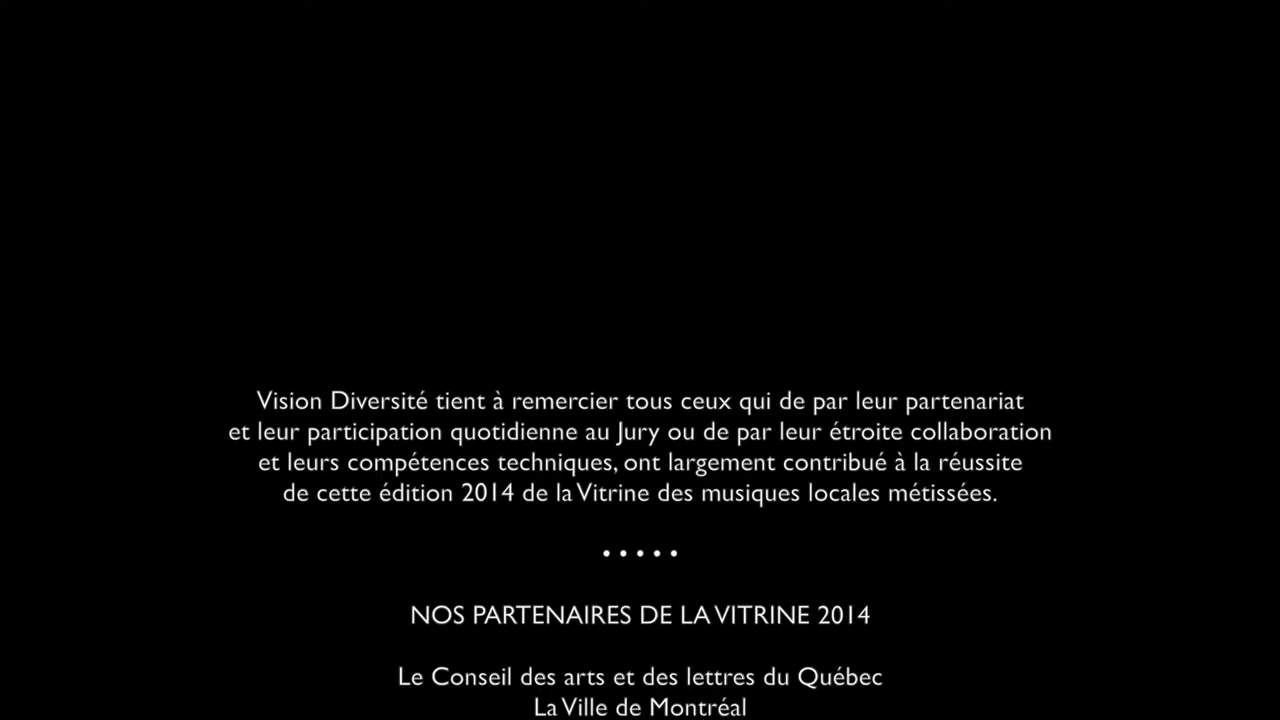 Vision Diversité tient à remercier tous ceux qui de par leur partenariat
et leur participation quotidienne au Jury ou de par leur étroite collaboration
et leurs compétences techniques, ont largement contribué à la réussite
de cette édition 2014 de la Vitrine des musiques locales métissées.
• • • • •
NOS PARTENAIRES DE LA VITRINE 2014
Le Conseil des arts et des lettres du Québec
La Ville de Montréal